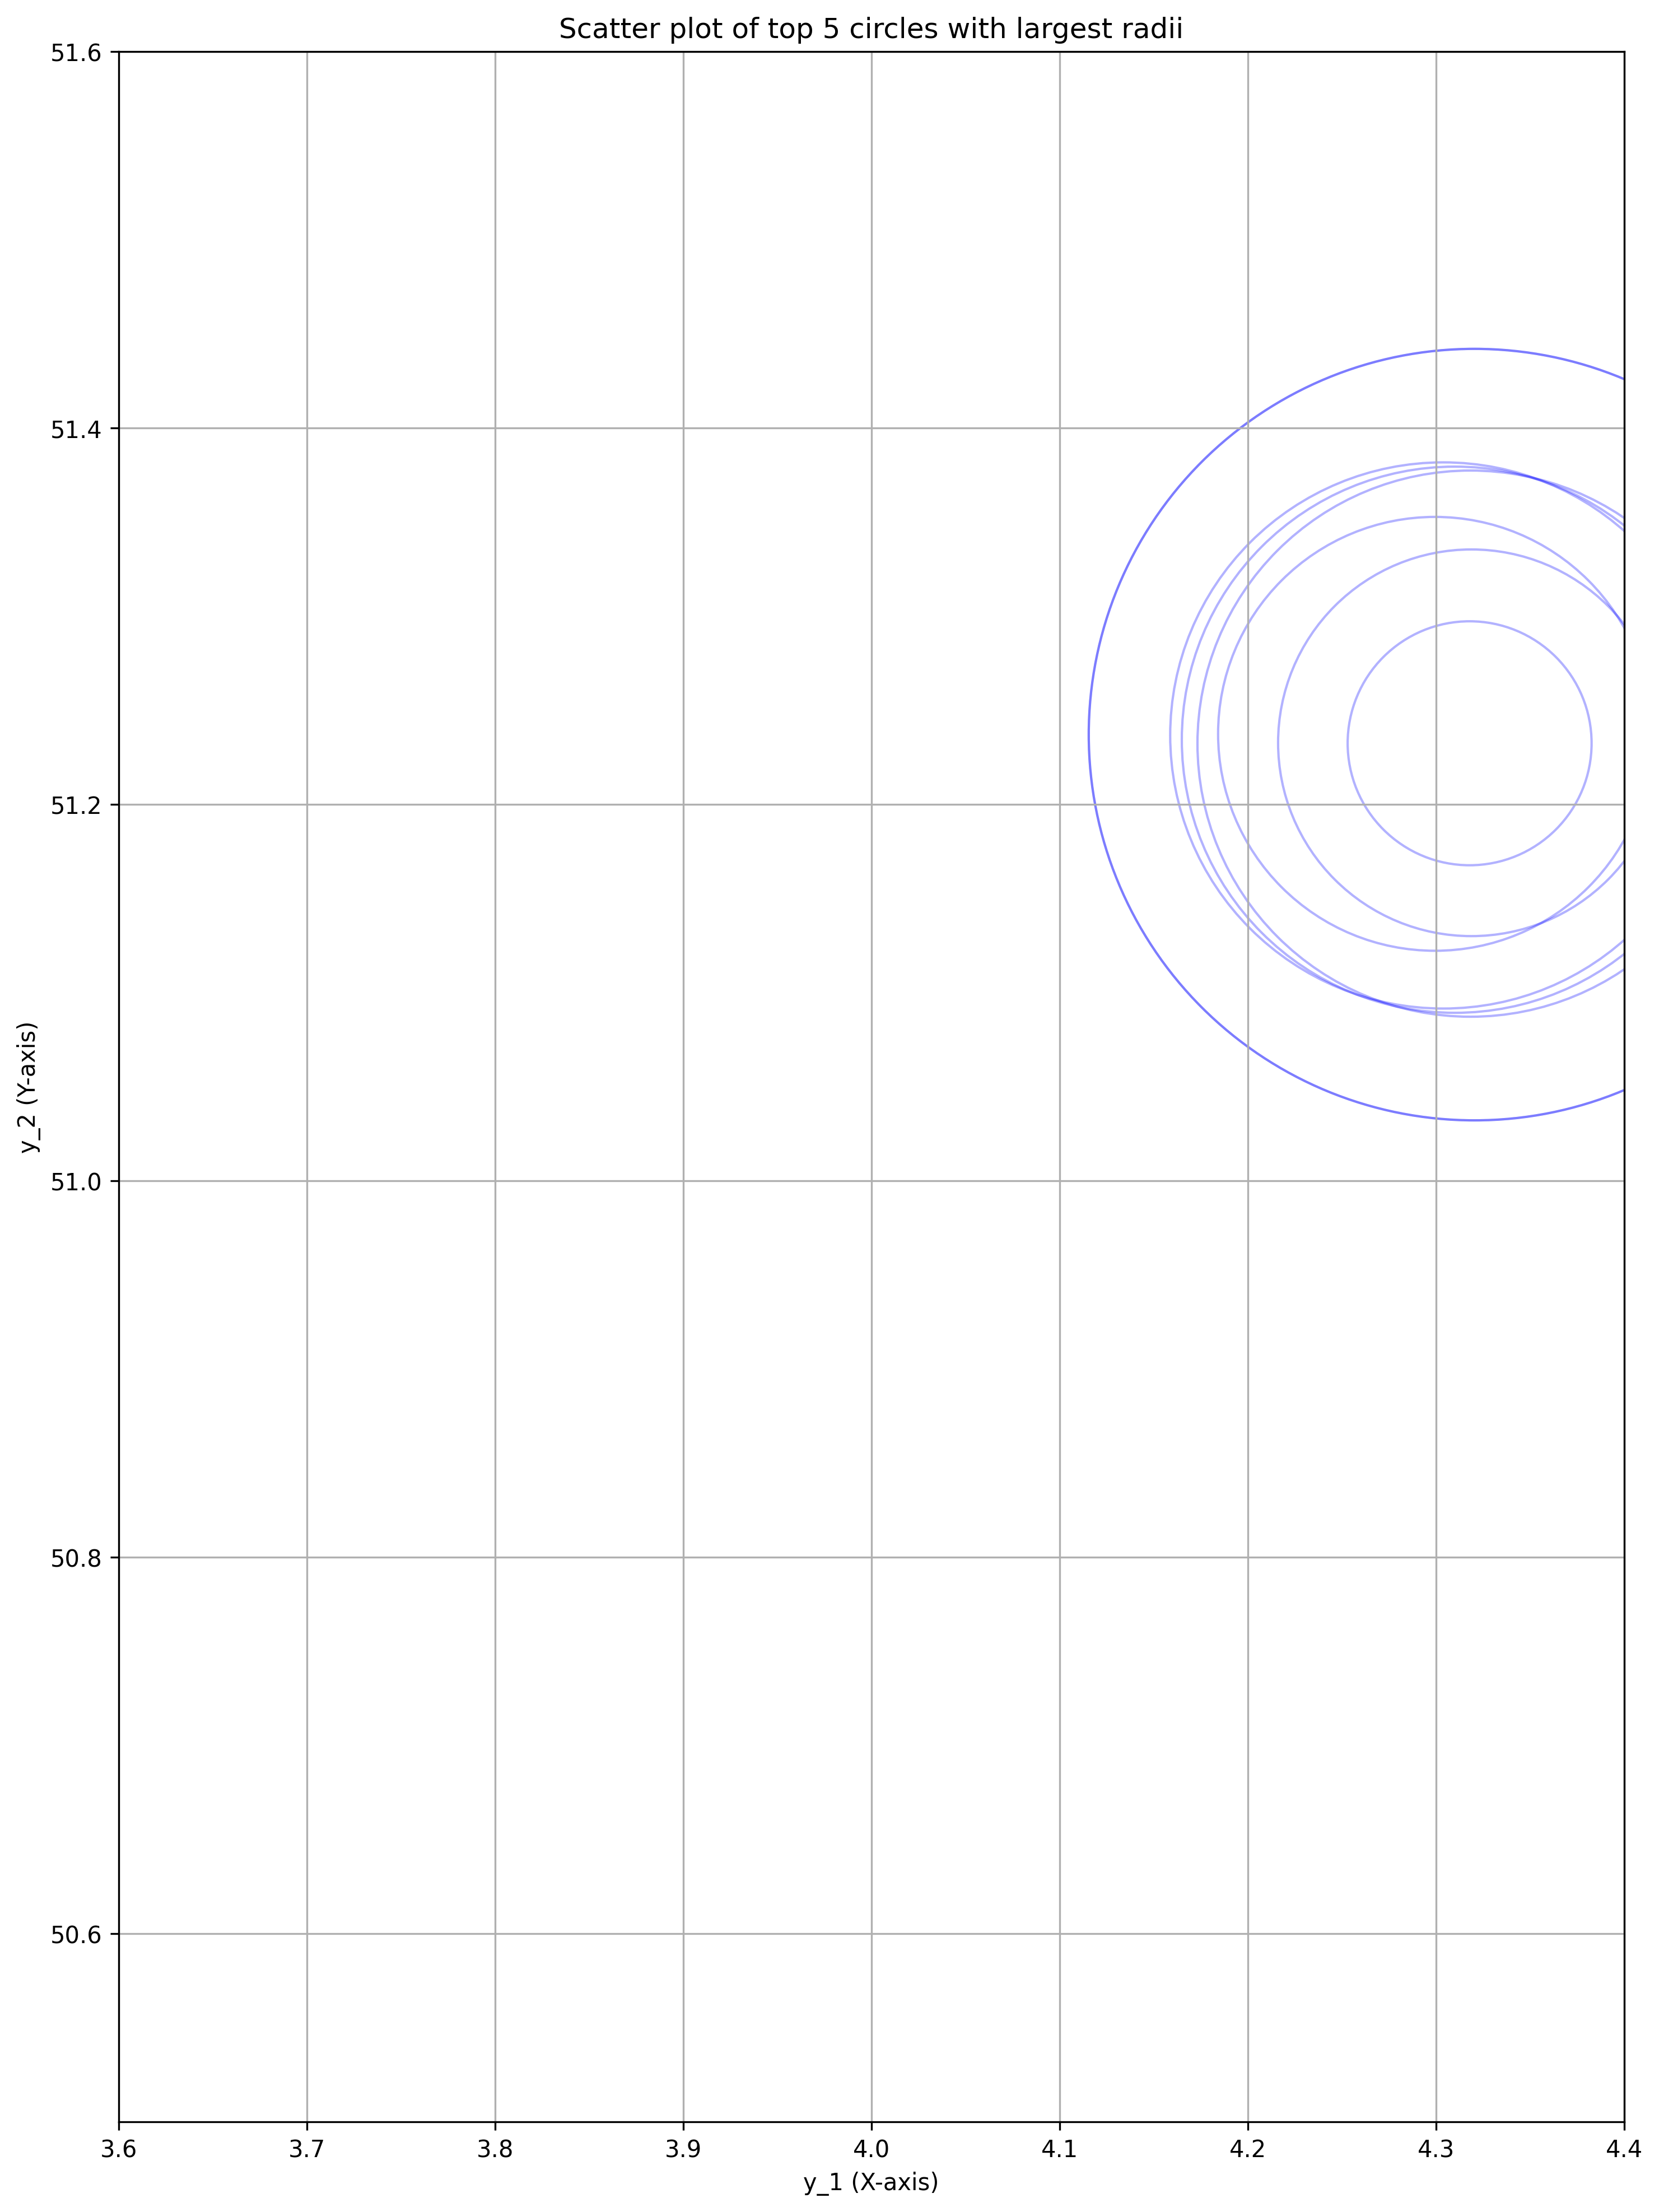 Scatter plot of top 5 circles with largest radii
51.6
51.4
51.2
51.0
50.8
50.6
y_2 (Y-axis)
3.6 3.7 3.8 3.9 4.0 4.1 4.2 4.3 4.4
y_1 (X-axis)